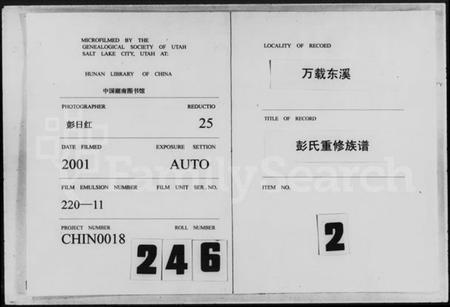 MICROFILMED BY THE
GENEALOGICAL SOCIETY OF UTAH
SALT LAKE CITY, UTAH AT:
HUNAN LIBRARY OF CHINA
中国湖南图书馆
PHOTOGRAPHER REDUCTIO
彭日红 25
DATE FILMED EXPOSURE SETTION
2001 AUTO
FILM EMULSION NUMBER FILM UNIT SER. NO.
220—11
PROJECT NUMBER ROLL NUMBER
CHIN0018 246
LOCALITY OF RECOED
万载东溪
TITLE OF RECORD
彭氏重修族谱
ITEM NO.
2
FamilySearch